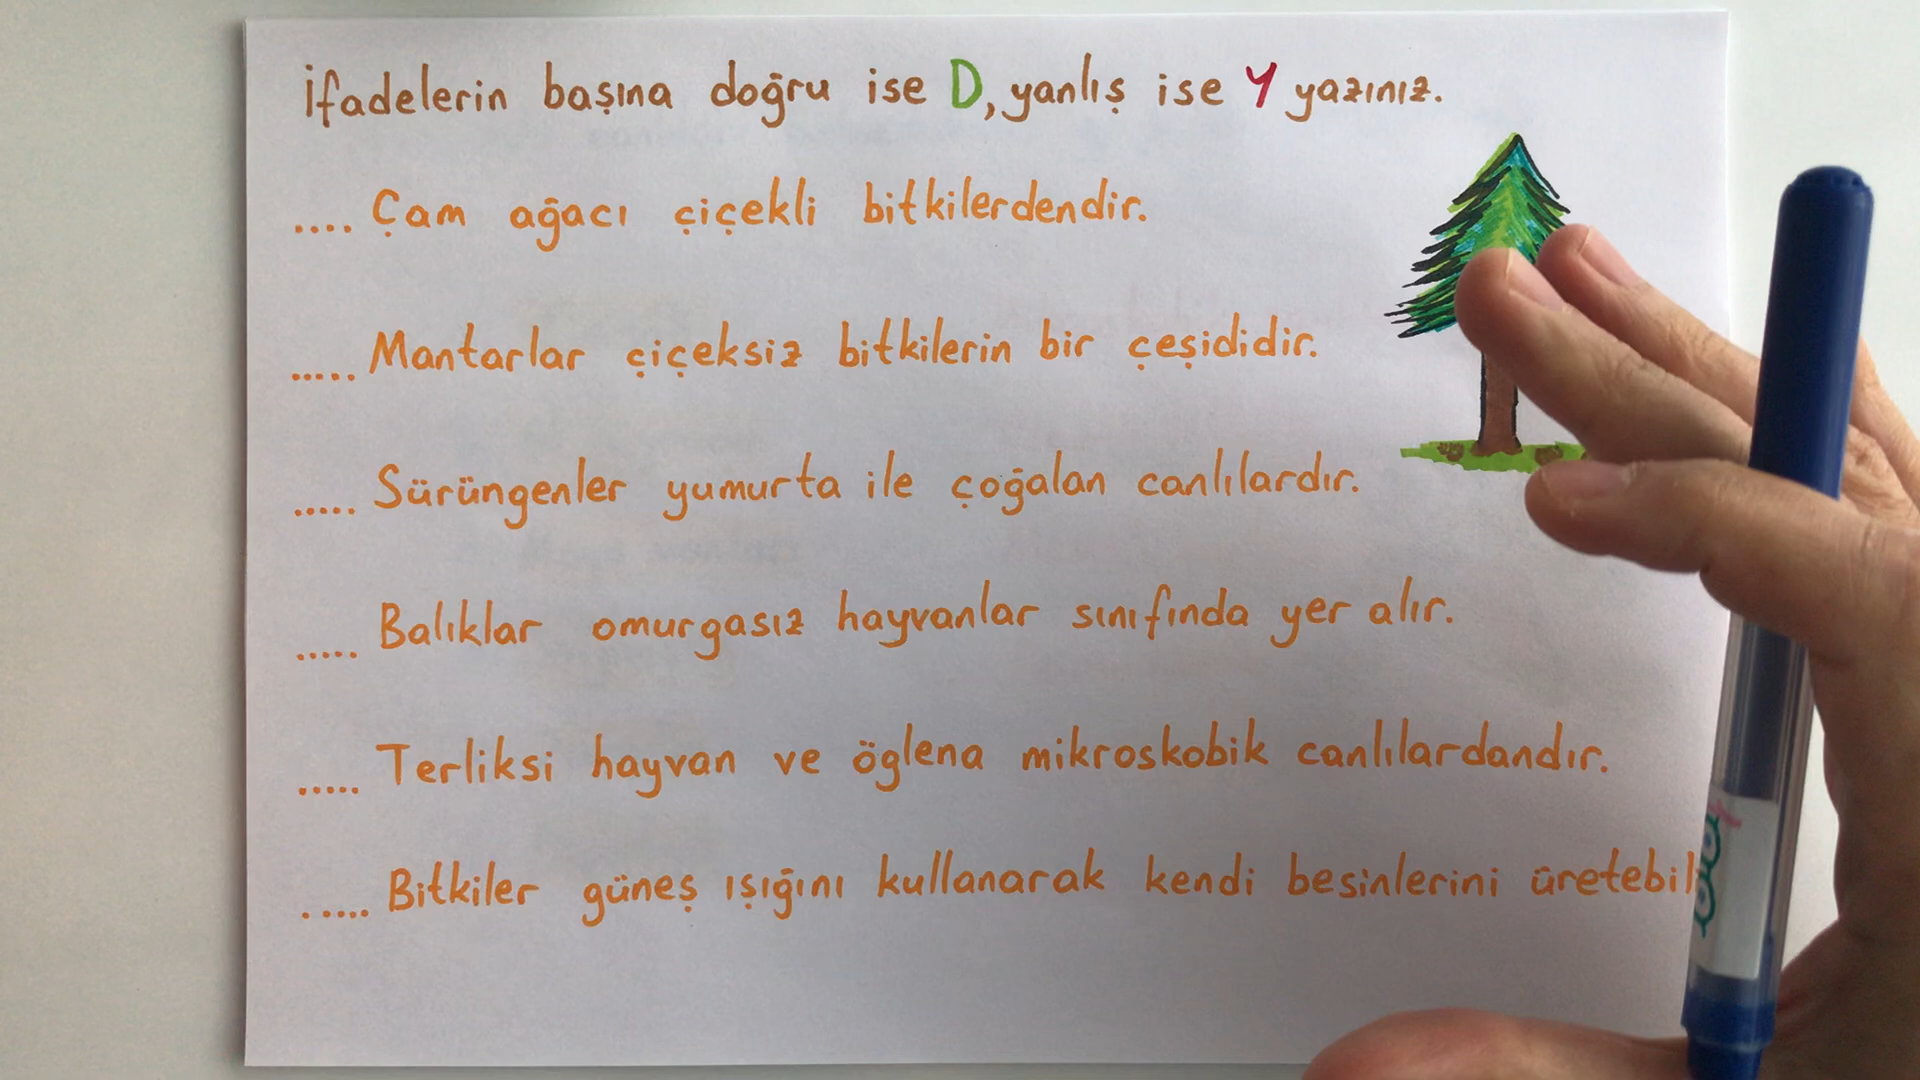 İfadelerin başına doğru ise D, yanlış ise Y yazınız.
.... Çam ağacı çiçekli bitkilerdendir.
..... Mantarlar çiçeksiz bitkilerin bir çeşididir.
..... Sürüngenler yumurta ile çoğalan canlılardır.
..... Balıklar omurgasız hayvanlar sınıfında yer alır.
..... Terliksi hayvan ve öglena mikroskobik canlılardandır.
. ..... Bitkiler güneş ışığını kullanarak kendi besinlerini